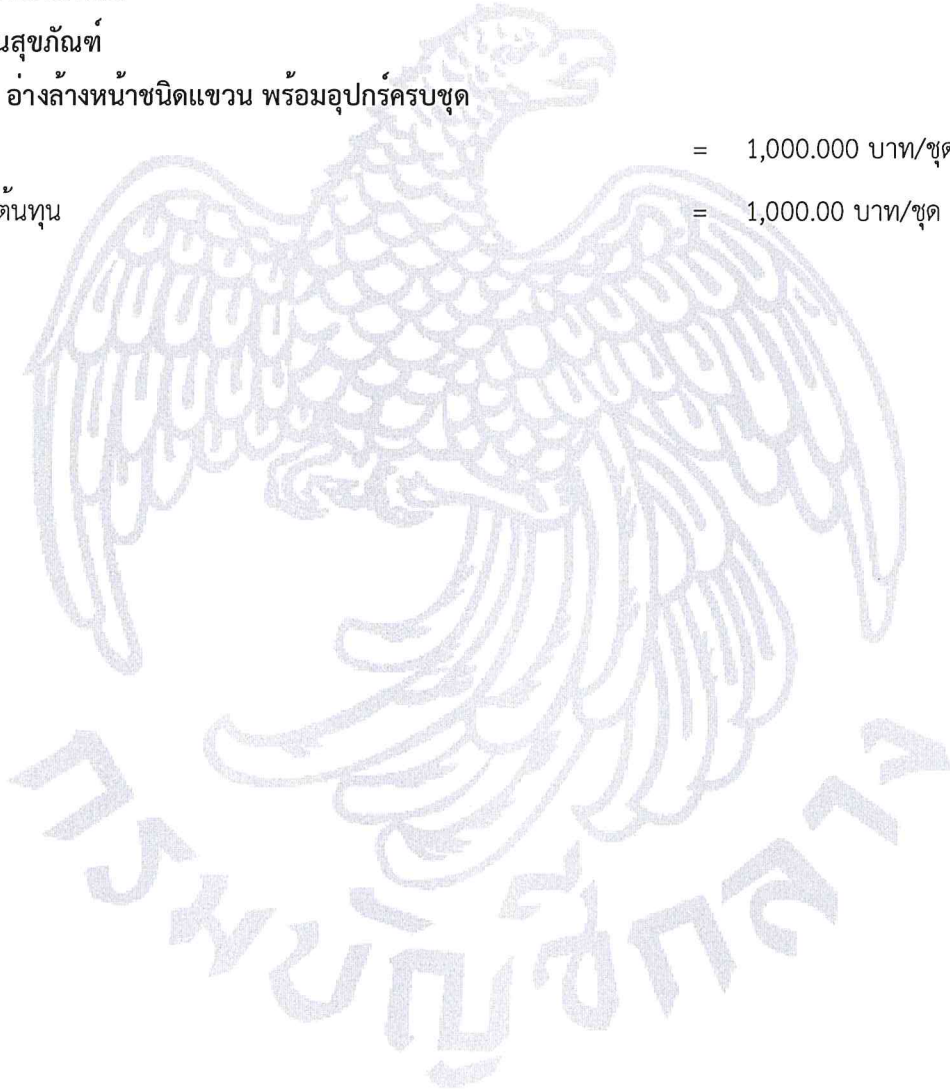 นสุขภัณฑ์
อ่างล้างหน้าชนิดแขวน พร้อมอุปกร์ครบชุด
= 1,000.000 บาท/ชุด
ต้นทุน = 1,000.00 บาท/ชุด
กรมบัญชีกลาง